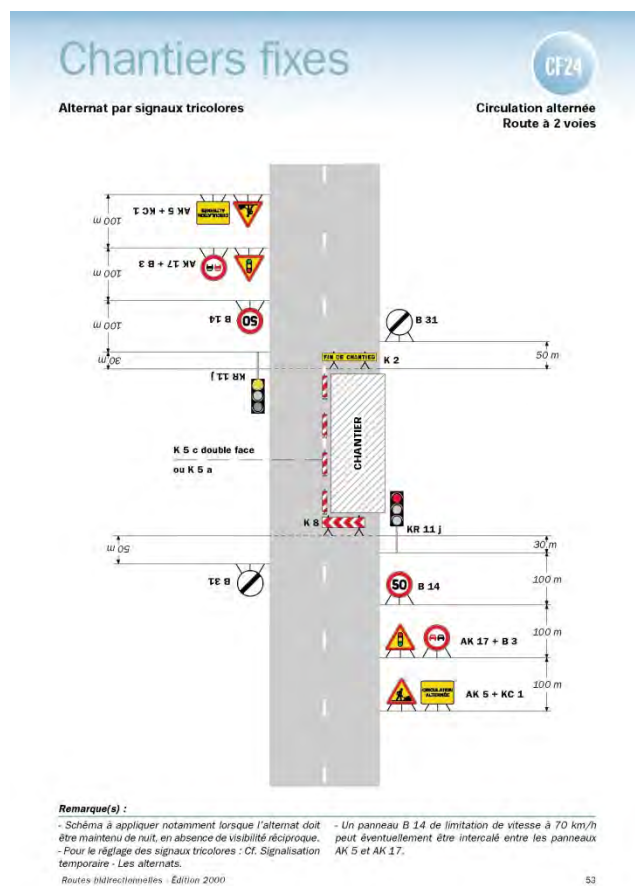 Chantiers fixes
CF24
Alternat par signaux tricolores
Circulation alternée
Route à 2 voies
100 m
AK 5 + KC 1
CIRCULATION
ALTERNÉE
100 m
AK 17 + B 3
100 m
B 14
50
B 31
30 m
KR 11 j
FIN DE CHANTIER
K 2
50 m
CHANTIER
K 5 c double face
ou K 5 a
K 8
KR 11 j
50 m
30 m
B 31
50
B 14
100 m
AK 17 + B 3
100 m
CIRCULATION
ALTERNÉE
AK 5 + KC 1
100 m
Remarque(s) :
- Schéma à appliquer notamment lorsque l'alternat doit
être maintenu de nuit, en absence de visibilité réciproque.
- Pour le réglage des signaux tricolores : Cf. Signalisation
temporaire - Les alternats.
- Un panneau B 14 de limitation de vitesse à 70 km/h
peut éventuellement être intercalé entre les panneaux
AK 5 et AK 17.
Routes bidirectionnelles - Édition 2000
53